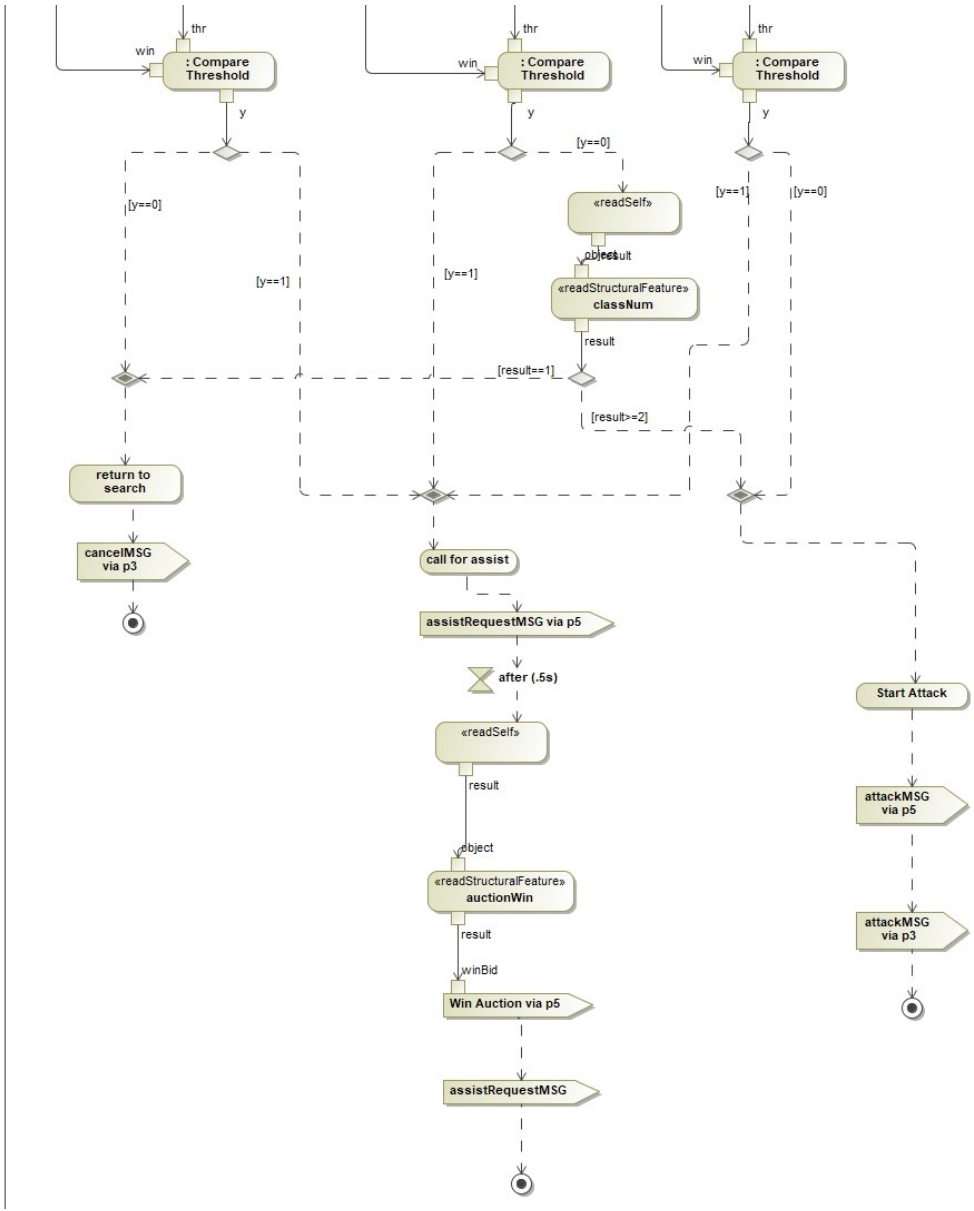 thr
thr
thr
win
win
win
: Compare
Threshold
: Compare
Threshold
: Compare
Threshold
y
y
y
[y==0]
[y==0]
[y==1]
[y==0]
«readSelf»
object
result
[y==1]
[y==1]
«readStructuralFeature»
classNum
result
[result==1]
[result>=2]
return to
search
cancelMSG
via p3
call for assist
assistRequestMSG via p5
after (.5s)
Start Attack
«readSelf»
result
attackMSG
via p5
object
«readStructuralFeature»
auctionWin
result
attackMSG
via p3
winBid
Win Auction via p5
assistRequestMSG